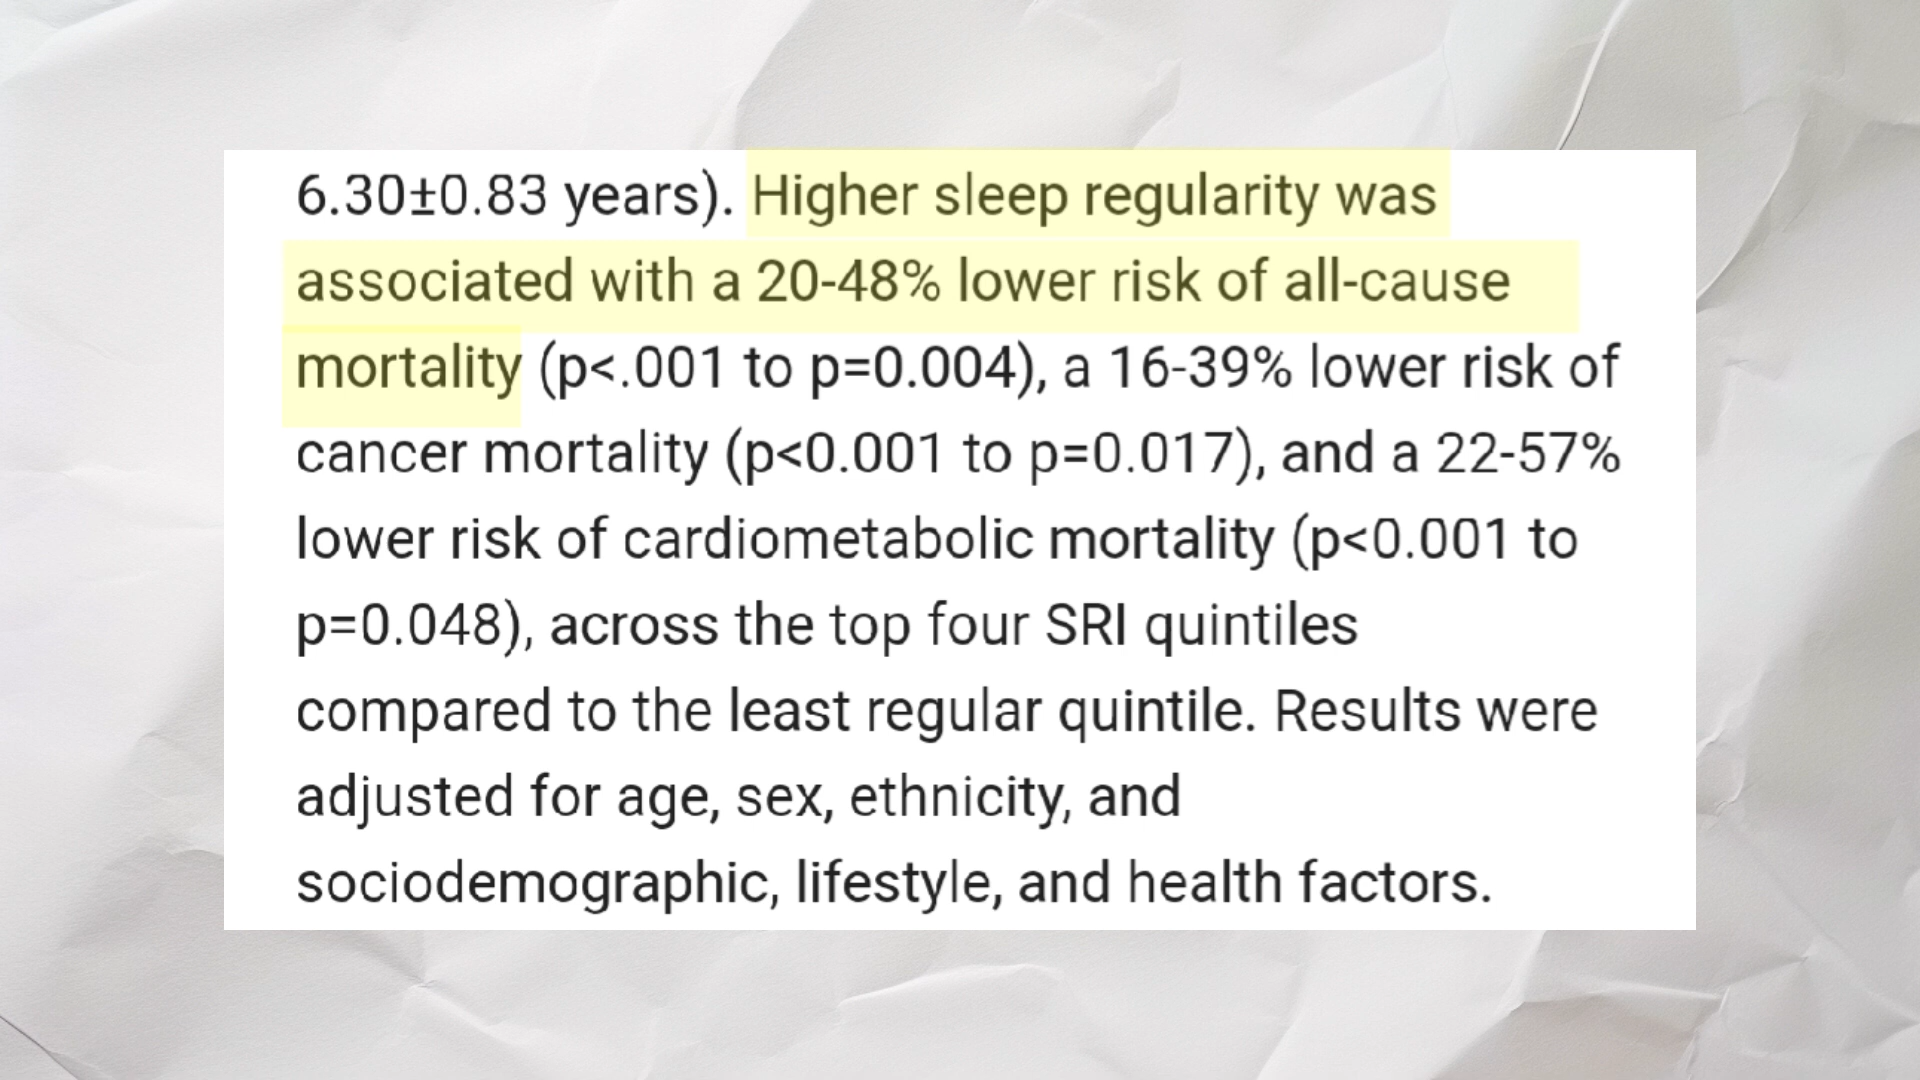 6.30±0.83 years). Higher sleep regularity was
associated with a 20-48% lower risk of all-cause
mortality (p<.001 to p=0.004), a 16-39% lower risk of
cancer mortality (p<0.001 to p=0.017), and a 22-57%
lower risk of cardiometabolic mortality (p<0.001 to
p=0.048), across the top four SRI quintiles
compared to the least regular quintile. Results were
adjusted for age, sex, ethnicity, and
sociodemographic, lifestyle, and health factors.